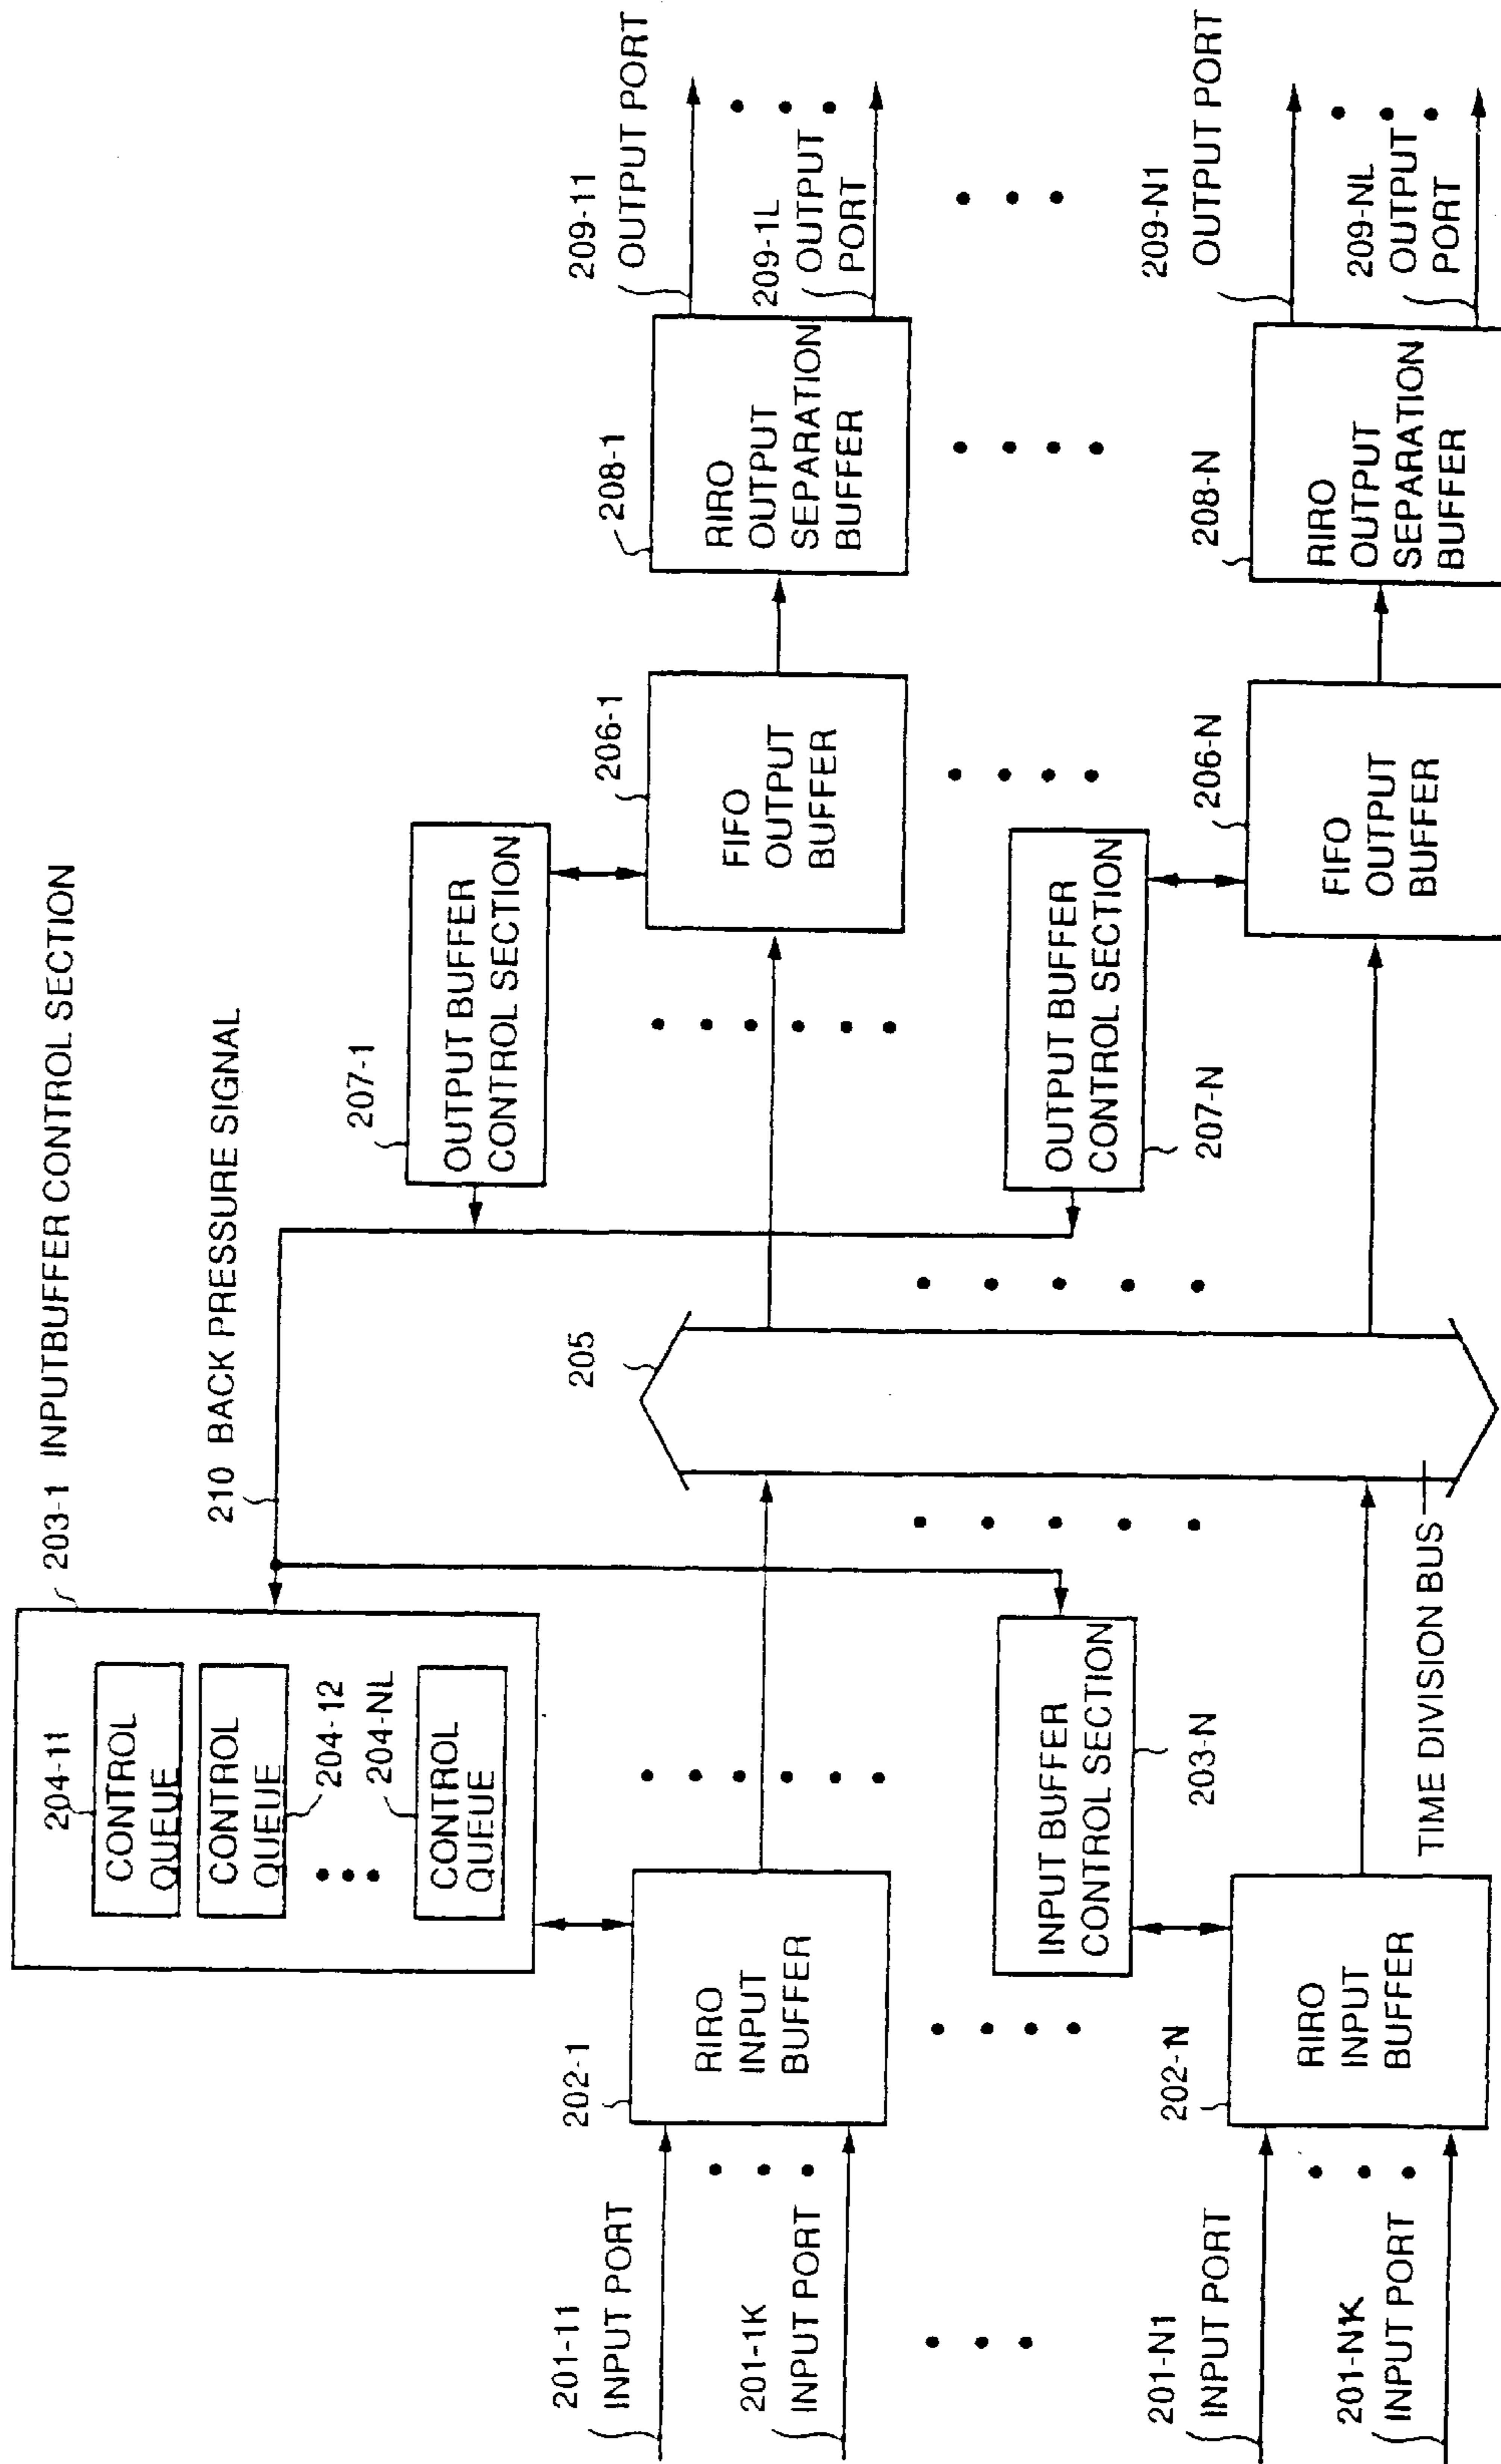 203-1 INPUTBUFFER CONTROL SECTION
204-11
CONTROL
QUEUE
CONTROL
QUEUE
204-12
204-NL
CONTROL
QUEUE
210 BACK PRESSURE SIGNAL
207-1
OUTPUT BUFFER
CONTROL SECTION
201-11
INPUT PORT
201-1K
INPUT PORT
202-1
RIRO
INPUT
BUFFER
205
206-1
FIFO
OUTPUT
BUFFER
208-1
RIRO
OUTPUT
SEPARATION
BUFFER
209-11
OUTPUT PORT
209-1L
OUTPUT
PORT
INPUT BUFFER
CONTROL SECTION
203-N
OUTPUT BUFFER
CONTROL SECTION
207-N
201-N1
INPUT PORT
201-NK
INPUT PORT
202-N
RIRO
INPUT
BUFFER
TIME DIVISION BUS
206-N
FIFO
OUTPUT
BUFFER
208-N
RIRO
OUTPUT
SEPARATION
BUFFER
209-N1
OUTPUT PORT
209-NL
OUTPUT
PORT